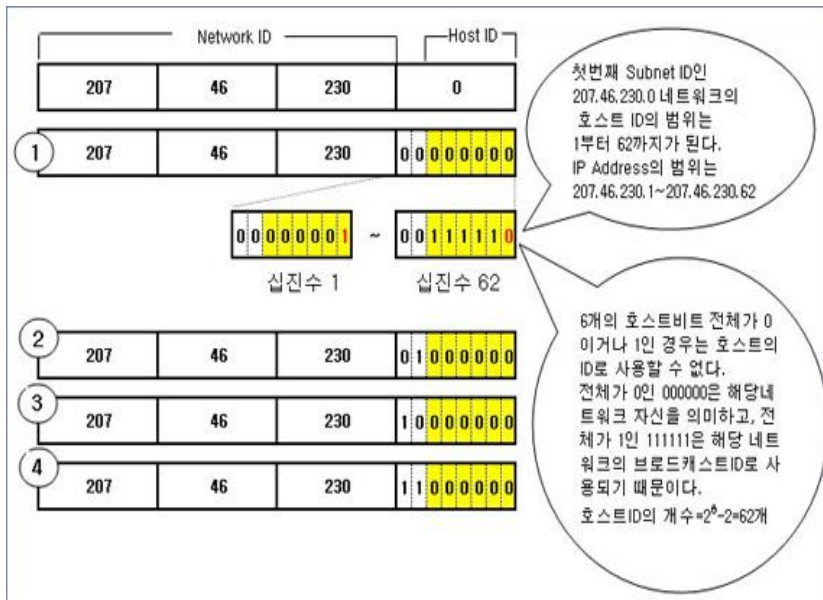 Network ID
Host ID
207 46 230 0
1 207 46 230 0 0 0 0 0 0 0 0
0 0 0 0 0 0 0 1 ~ 0 0 1 1 1 1 1 0
십진수 1 십진수 62
2 207 46 230 0 1 0 0 0 0 0 0
3 207 46 230 1 0 0 0 0 0 0 0
4 207 46 230 1 1 0 0 0 0 0 0
첫번째 Subnet ID인
207.46.230.0 네트워크의
호스트 ID의 범위는
1부터 62까지가 된다.
IP Address의 범위는
207.46.230.1~207.46.230.62
6개의 호스트비트 전체가 0
이거나 1인 경우는 호스트의
ID로 사용할 수 없다.
전체가 0인 000000은 해당네
트워크 자신을 의미하고, 전
체가 1인 111111은 해당 네트
워크의 브로드캐스트ID로 사
용되기 때문이다.
호스트ID의 개수=2⁶-2=62개